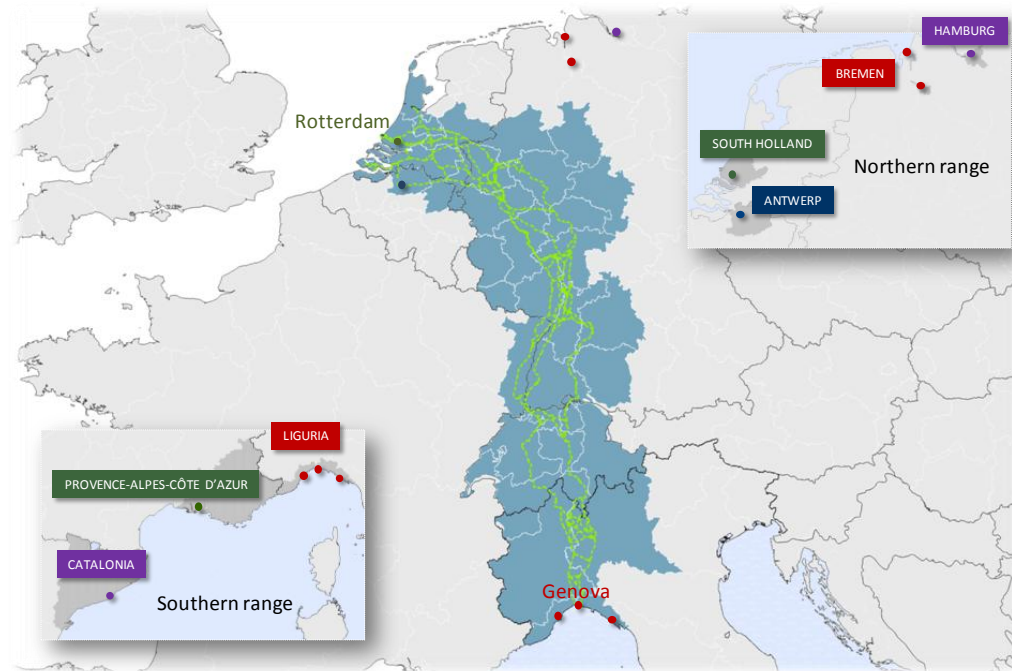 HAMBURG
BREMEN
Rotterdam
SOUTH HOLLAND
Northern range
ANTWERP
LIGURIA
PROVENCE-ALPES-CÔTE D'AZUR
CATALONIA
Genova
Southern range